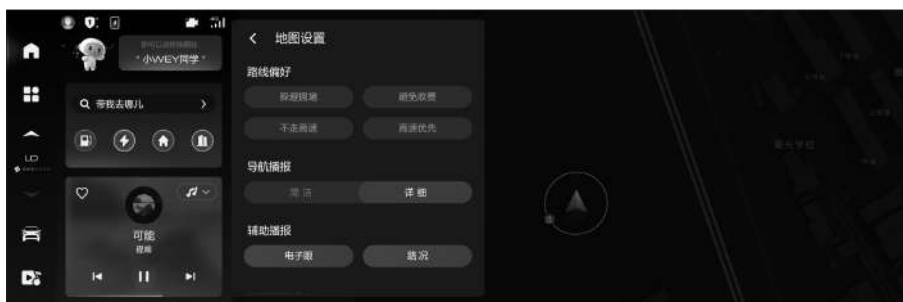 小WEY同学
带我去哪儿
可能
程响
地图设置
路线偏好
躲避拥堵
避免收费
不走高速
高速优先
导航播报
简洁
详细
辅助播报
电子眼
路况